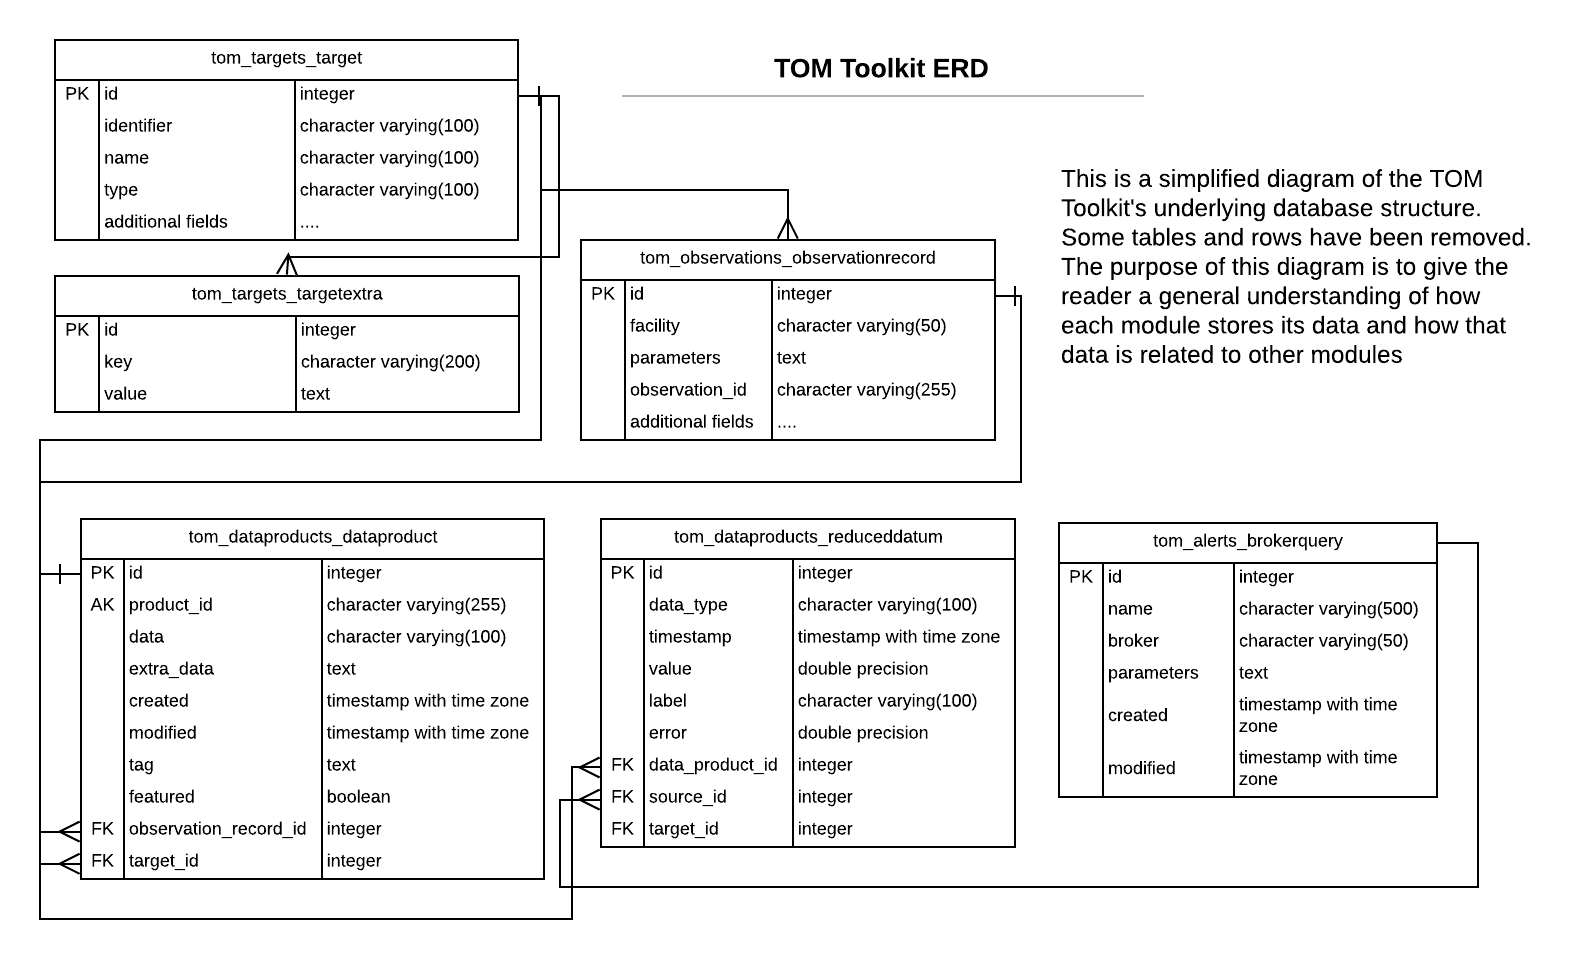 TOM Toolkit ERD
This is a simplified diagram of the TOM
Toolkit's underlying database structure.
Some tables and rows have been removed.
The purpose of this diagram is to give the
reader a general understanding of how
each module stores its data and how that
data is related to other modules
tom_targets_target
PK id integer
identifier character varying(100)
name character varying(100)
type character varying(100)
additional fields ....
tom_targets_targetextra
PK id integer
key character varying(200)
value text
tom_observations_observationrecord
PK id integer
facility character varying(50)
parameters text
observation_id character varying(255)
additional fields ....
tom_dataproducts_dataproduct
PK id integer
AK product_id character varying(255)
data character varying(100)
extra_data text
created timestamp with time zone
modified timestamp with time zone
tag text
featured boolean
FK observation_record_id integer
FK target_id integer
tom_dataproducts_reduceddatum
PK id integer
data_type character varying(100)
timestamp timestamp with time zone
value double precision
label character varying(100)
error double precision
FK data_product_id integer
FK source_id integer
FK target_id integer
tom_alerts_brokerquery
PK id integer
name character varying(500)
broker character varying(50)
parameters text
created timestamp with time
zone
modified timestamp with time
zone